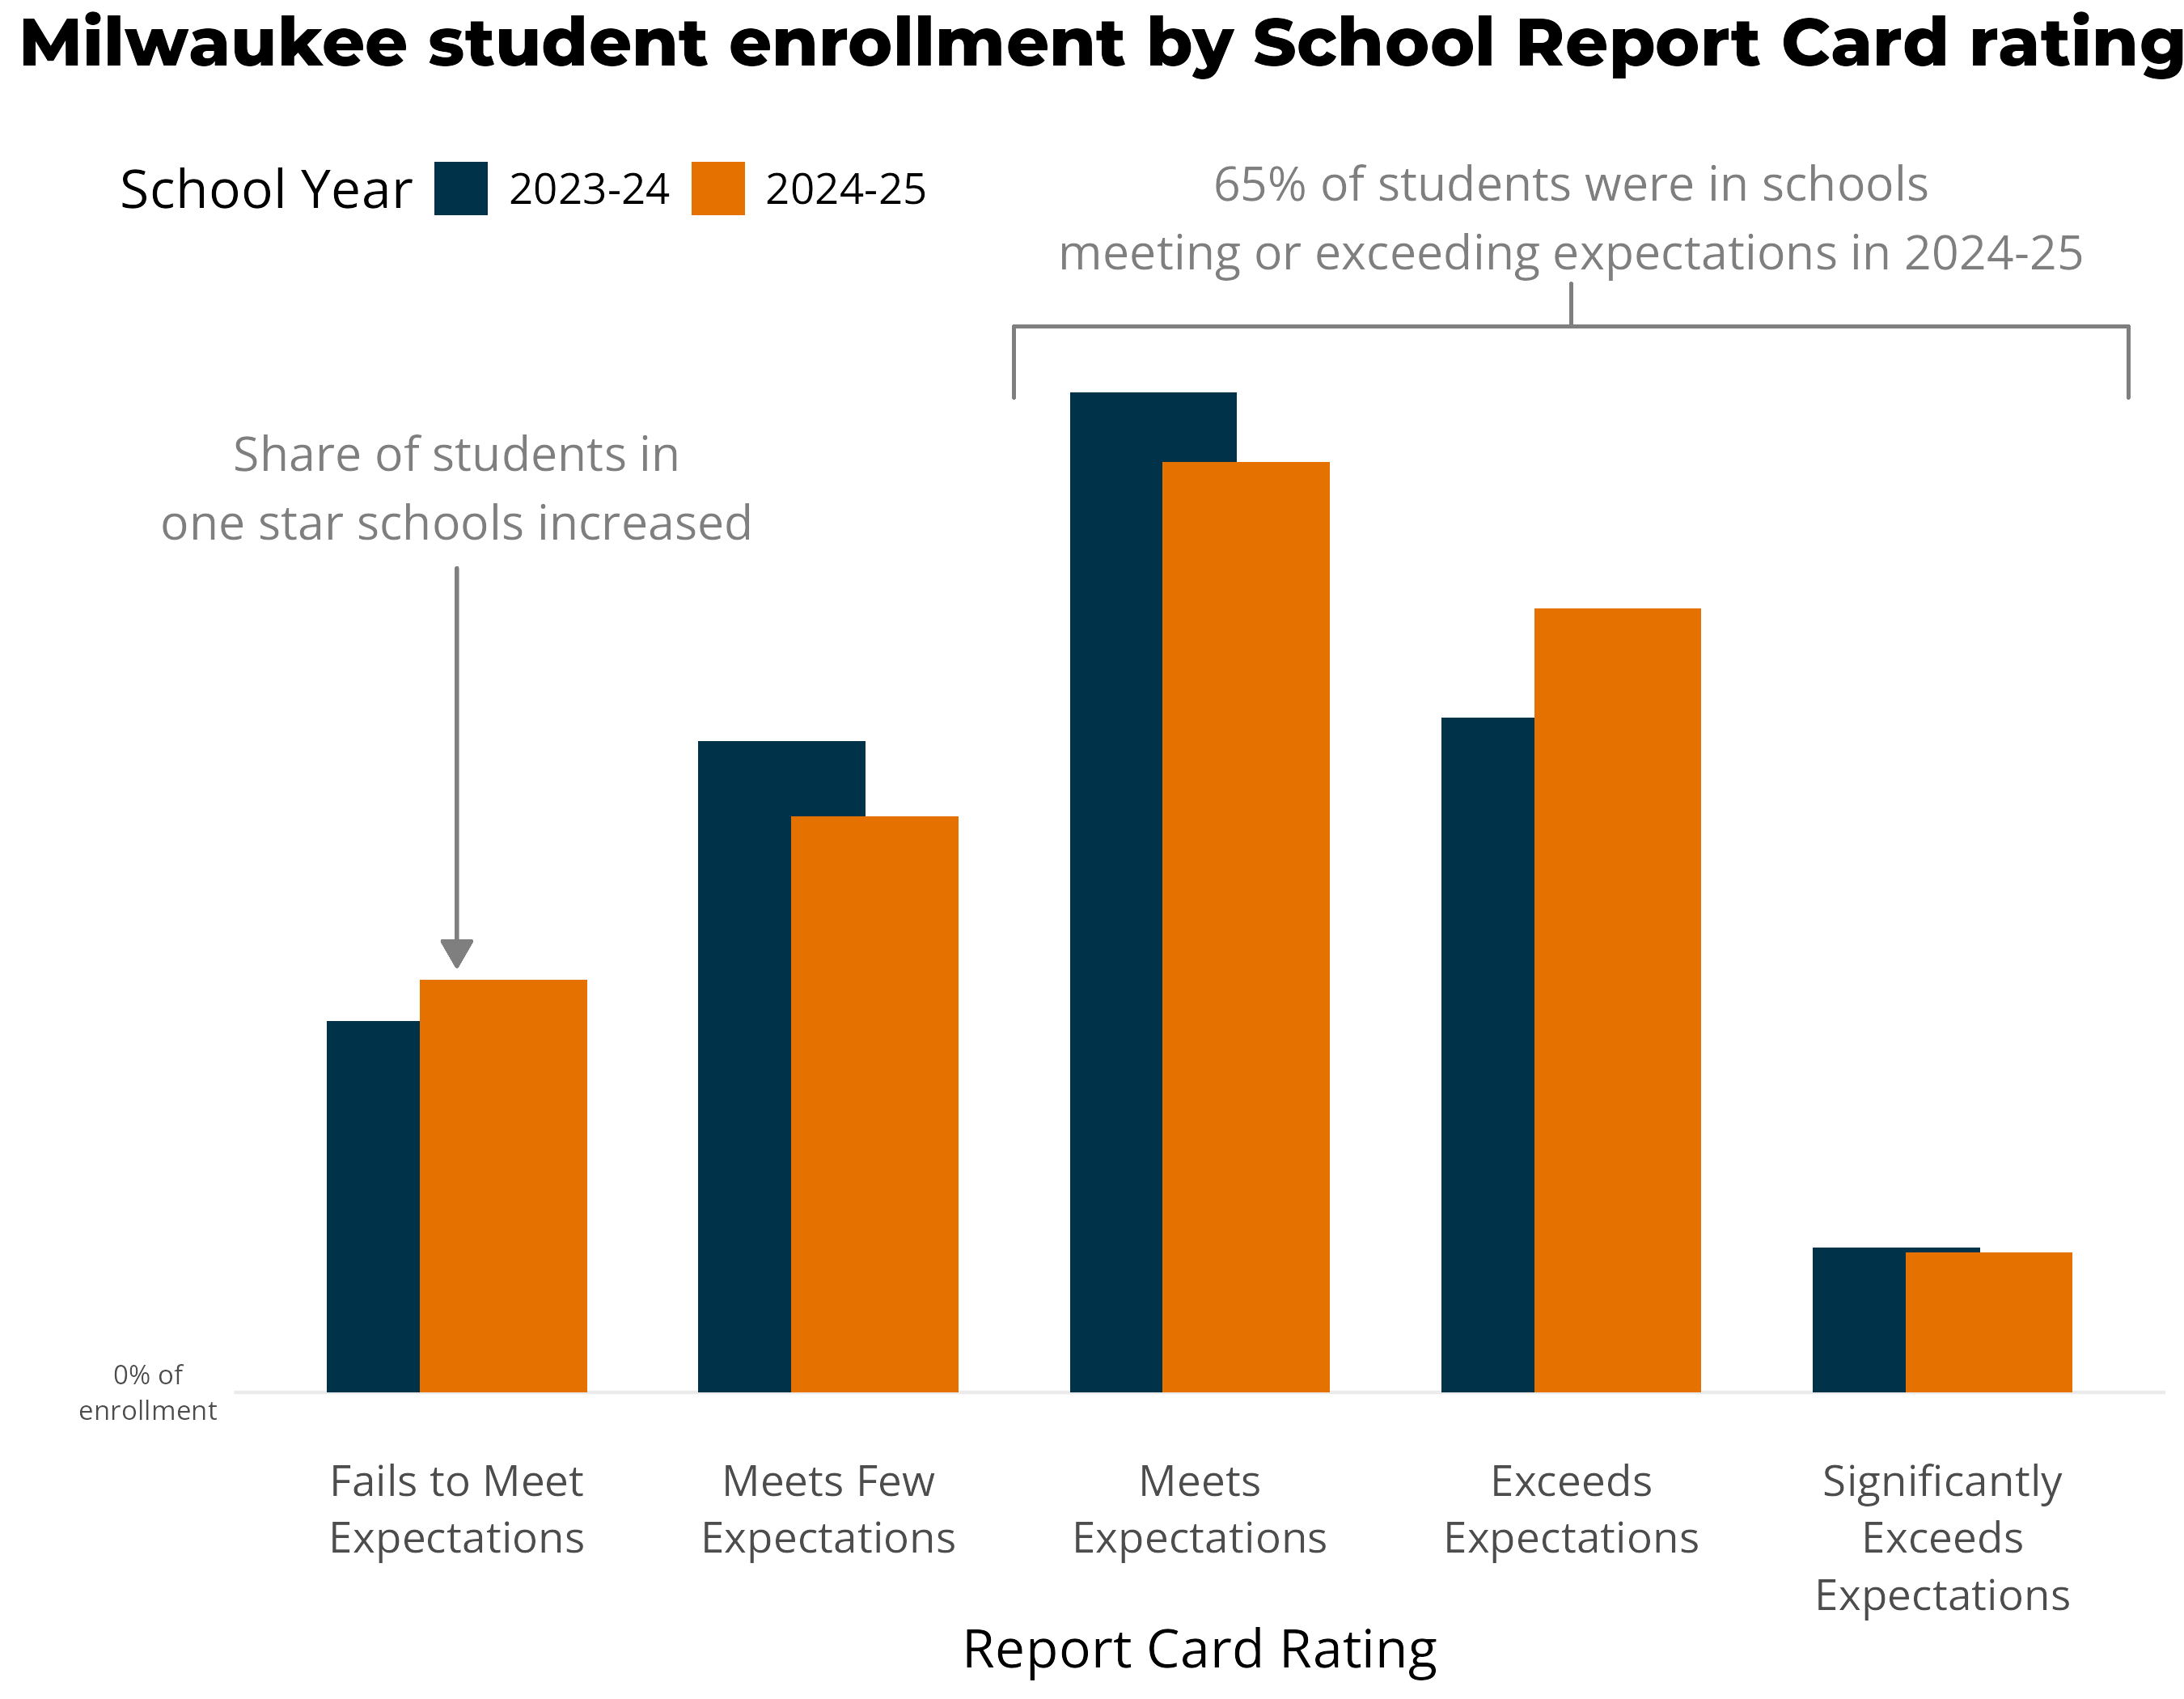 Milwaukee student enrollment by School Report Card rating
School Year 2023-24 2024-25
65% of students were in schools
meeting or exceeding expectations in 2024-25
Share of students in
one star schools increased
0% of
enrollment
Fails to Meet
Expectations
Meets Few
Expectations
Meets
Expectations
Exceeds
Expectations
Significantly
Exceeds
Expectations
Report Card Rating